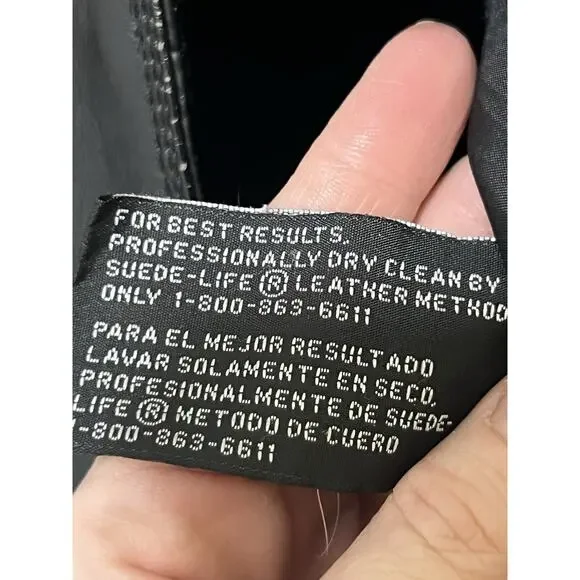 FOR BEST RESULTS,
PROFESSIONALLY DRY CLEAN BY
SUEDE-LIFE® LEATHER METHOD
ONLY 1-800-863-6611
PARA EL MEJOR RESULTADO
LAVAR SOLAMENTE EN SECO,
PROFESIONALMENTE DE SUEDE-
LIFE® METODO DE CUERO
1-800-863-6611